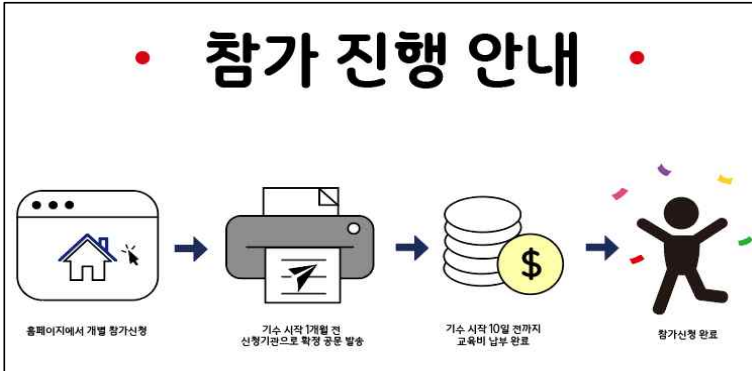 참가 진행 안내
$
홈페이지에서 개별 참가신청
기수 시작 1개월 전
신청기관으로 확정 공문 발송
기수 시작 10일 전까지
교육비 납부 완료
참가신청 완료